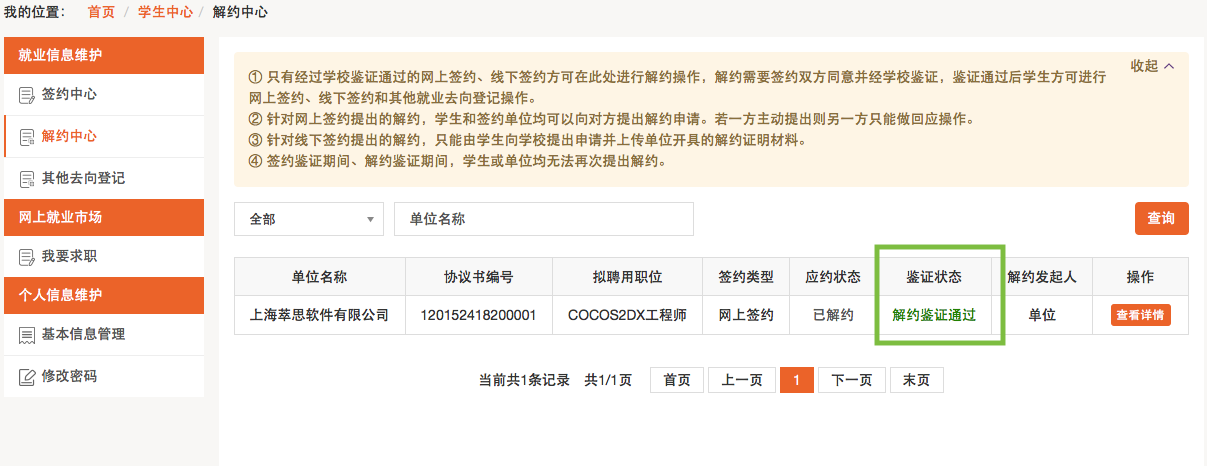 我的位置： 首页 / 学生中心 / 解约中心
就业信息维护
签约中心
解约中心
其他去向登记
网上就业市场
我要求职
个人信息维护
基本信息管理
修改密码
收起
① 只有经过学校鉴证通过的网上签约、线下签约方可在此处进行解约操作，解约需要签约双方同意并经学校鉴证，鉴证通过后学生方可进行
网上签约、线下签约和其他就业去向登记操作。
② 针对网上签约提出的解约，学生和签约单位均可以向对方提出解约申请。若一方主动提出则另一方只能做回应操作。
③ 针对线下签约提出的解约，只能由学生向学校提出申请并上传单位开具的解约证明材料。
④ 签约鉴证期间、解约鉴证期间，学生或单位均无法再次提出解约。
全部 单位名称 查询
单位名称 协议书编号 拟聘用职位 签约类型 应约状态 鉴证状态 解约发起人 操作
上海萃思软件有限公司 120152418200001 COCOS2DX工程师 网上签约 已解约 解约鉴证通过 单位 查看详情
当前共1条记录 共1/1页 首页 上一页 1 下一页 末页